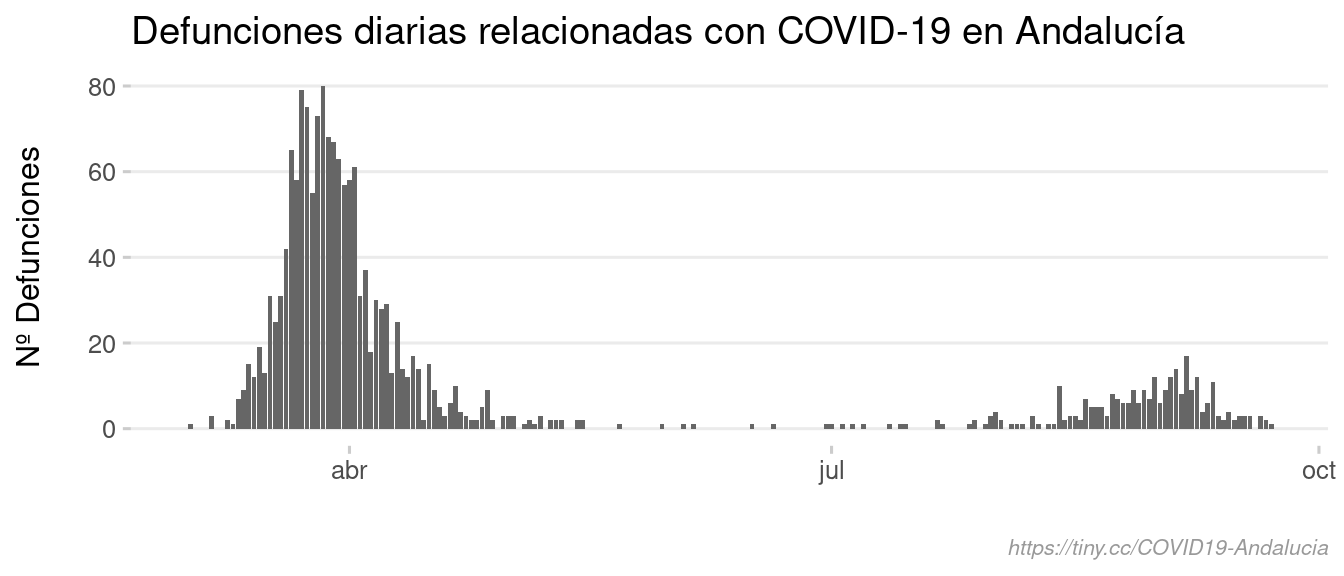 Defunciones diarias relacionadas con COVID-19 en Andalucía
Nº Defunciones
80
60
40
20
0
abr jul oct
https://tiny.cc/COVID19-Andalucia